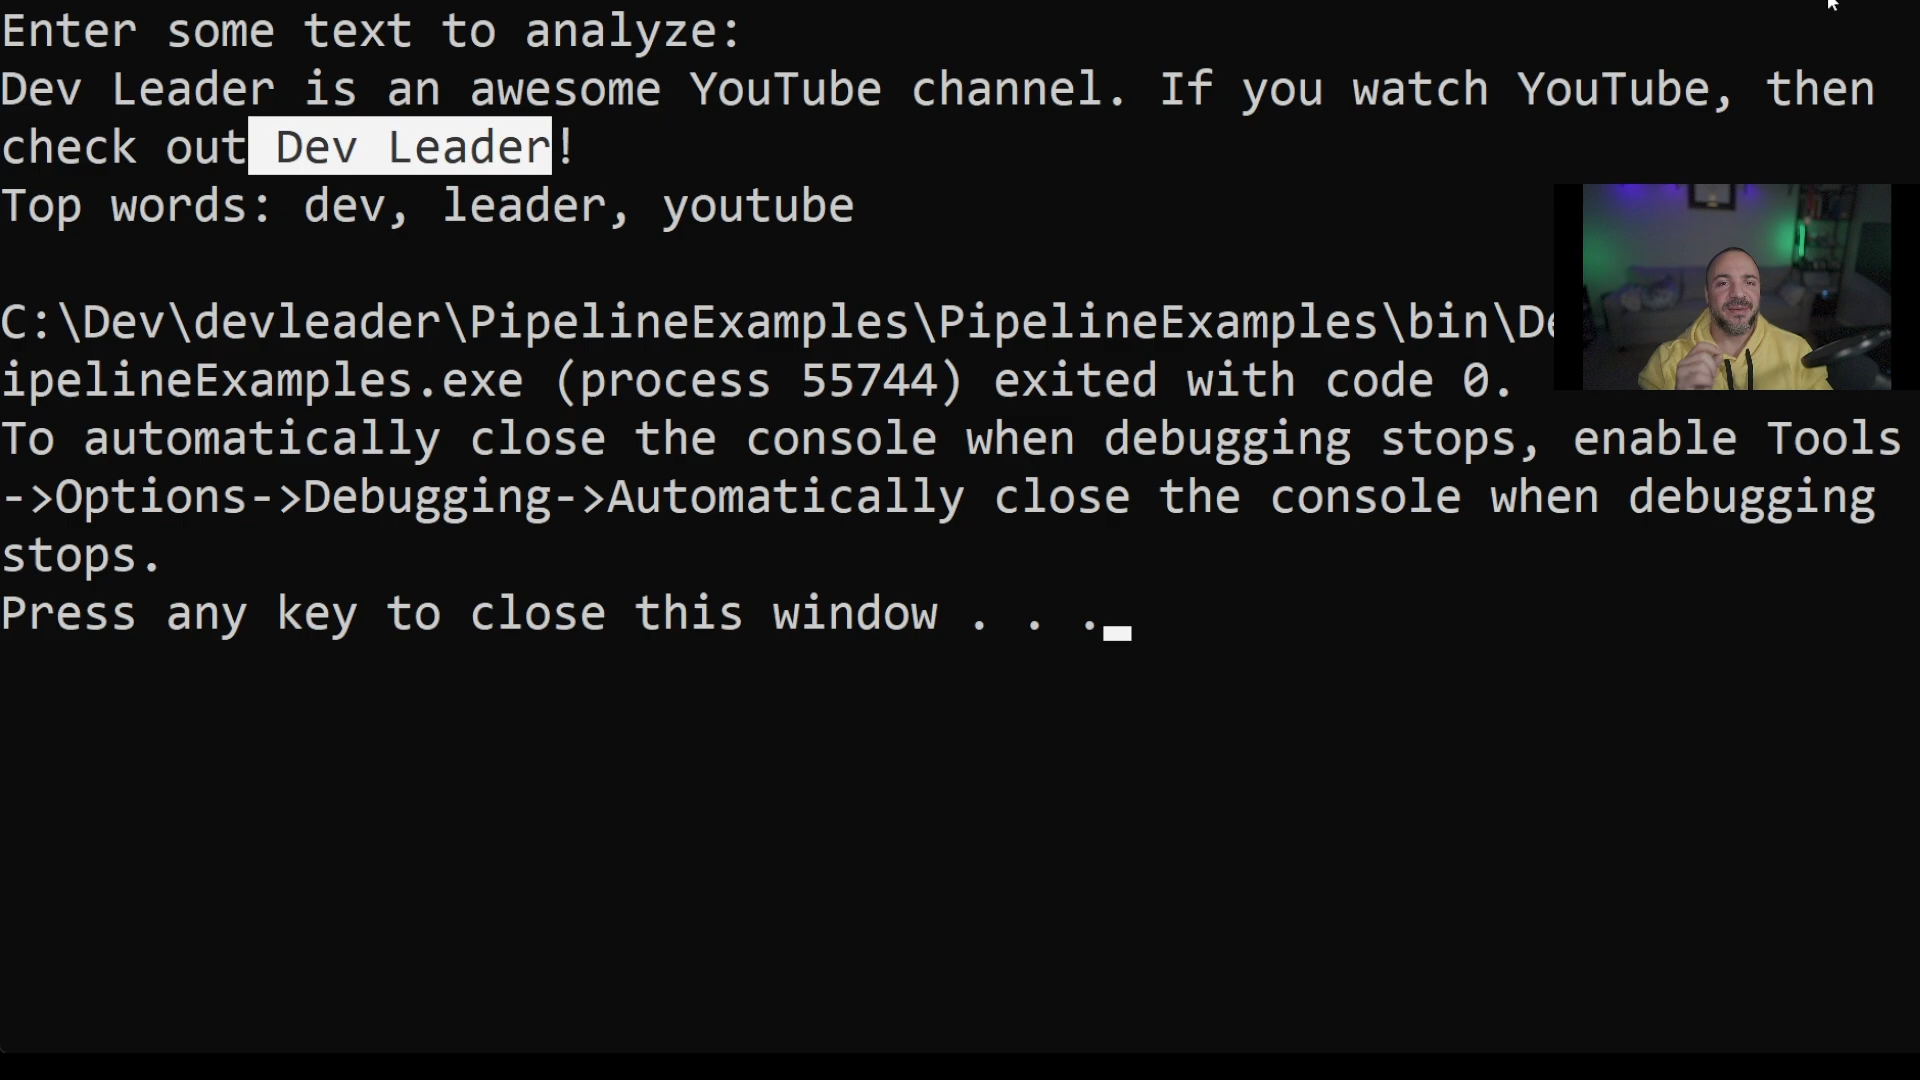 Enter some text to analyze:
Dev Leader is an awesome YouTube channel. If you watch YouTube, then
check out Dev Leader!
Top words: dev, leader, youtube
C:\Dev\devleader\PipelineExamples\PipelineExamples\bin\De
ipelineExamples.exe (process 55744) exited with code 0.
To automatically close the console when debugging stops, enable Tools
->Options->Debugging->Automatically close the console when debugging
stops.
Press any key to close this window . . .